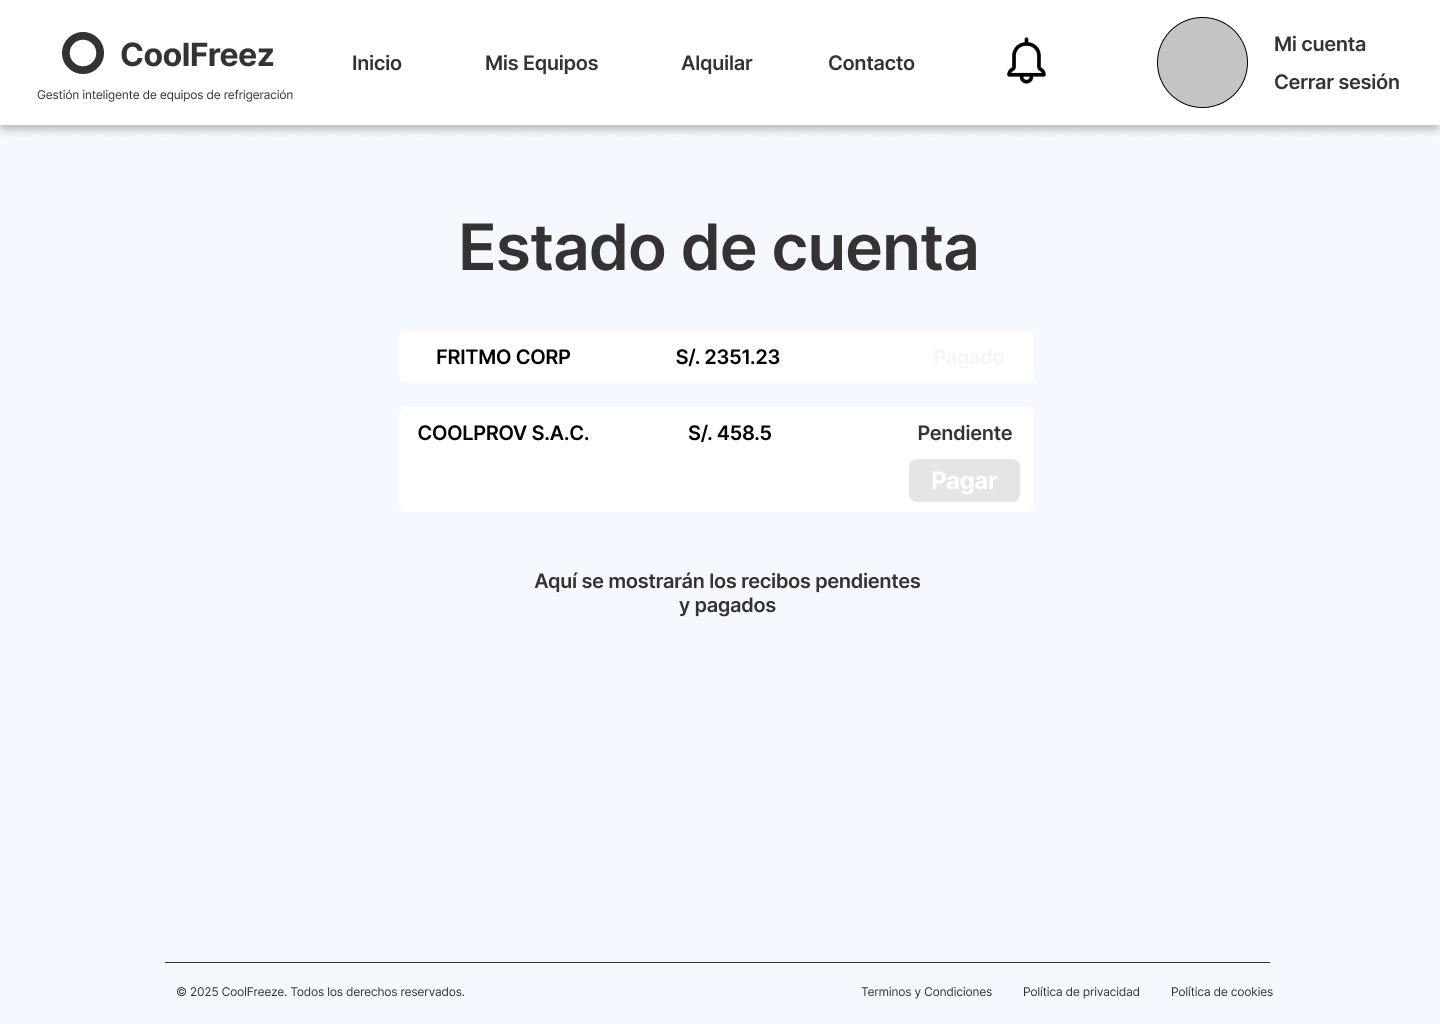 CoolFreez
Gestión inteligente de equipos de refrigeración
Inicio
Mis Equipos
Alquilar
Contacto
Mi cuenta
Cerrar sesión
Estado de cuenta
FRITMO CORP
S/. 2351.23
Pagado
COOLPROV S.A.C.
S/. 458.5
Pendiente
Pagar
Aquí se mostrarán los recibos pendientes
y pagados
© 2025 CoolFreeze. Todos los derechos reservados.
Terminos y Condiciones
Política de privacidad
Política de cookies